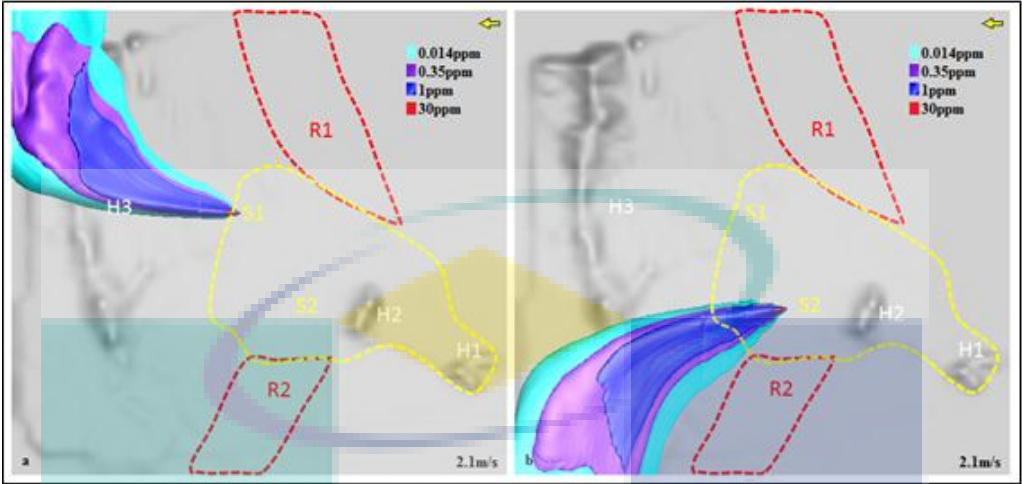 0.014ppm
0.35ppm
1ppm
30ppm
R1
H3
S1
S2
H2
H1
R2
a
2.1m/s
0.014ppm
0.35ppm
1ppm
30ppm
R1
H3
S1
S2
H2
H1
R2
b
2.1m/s